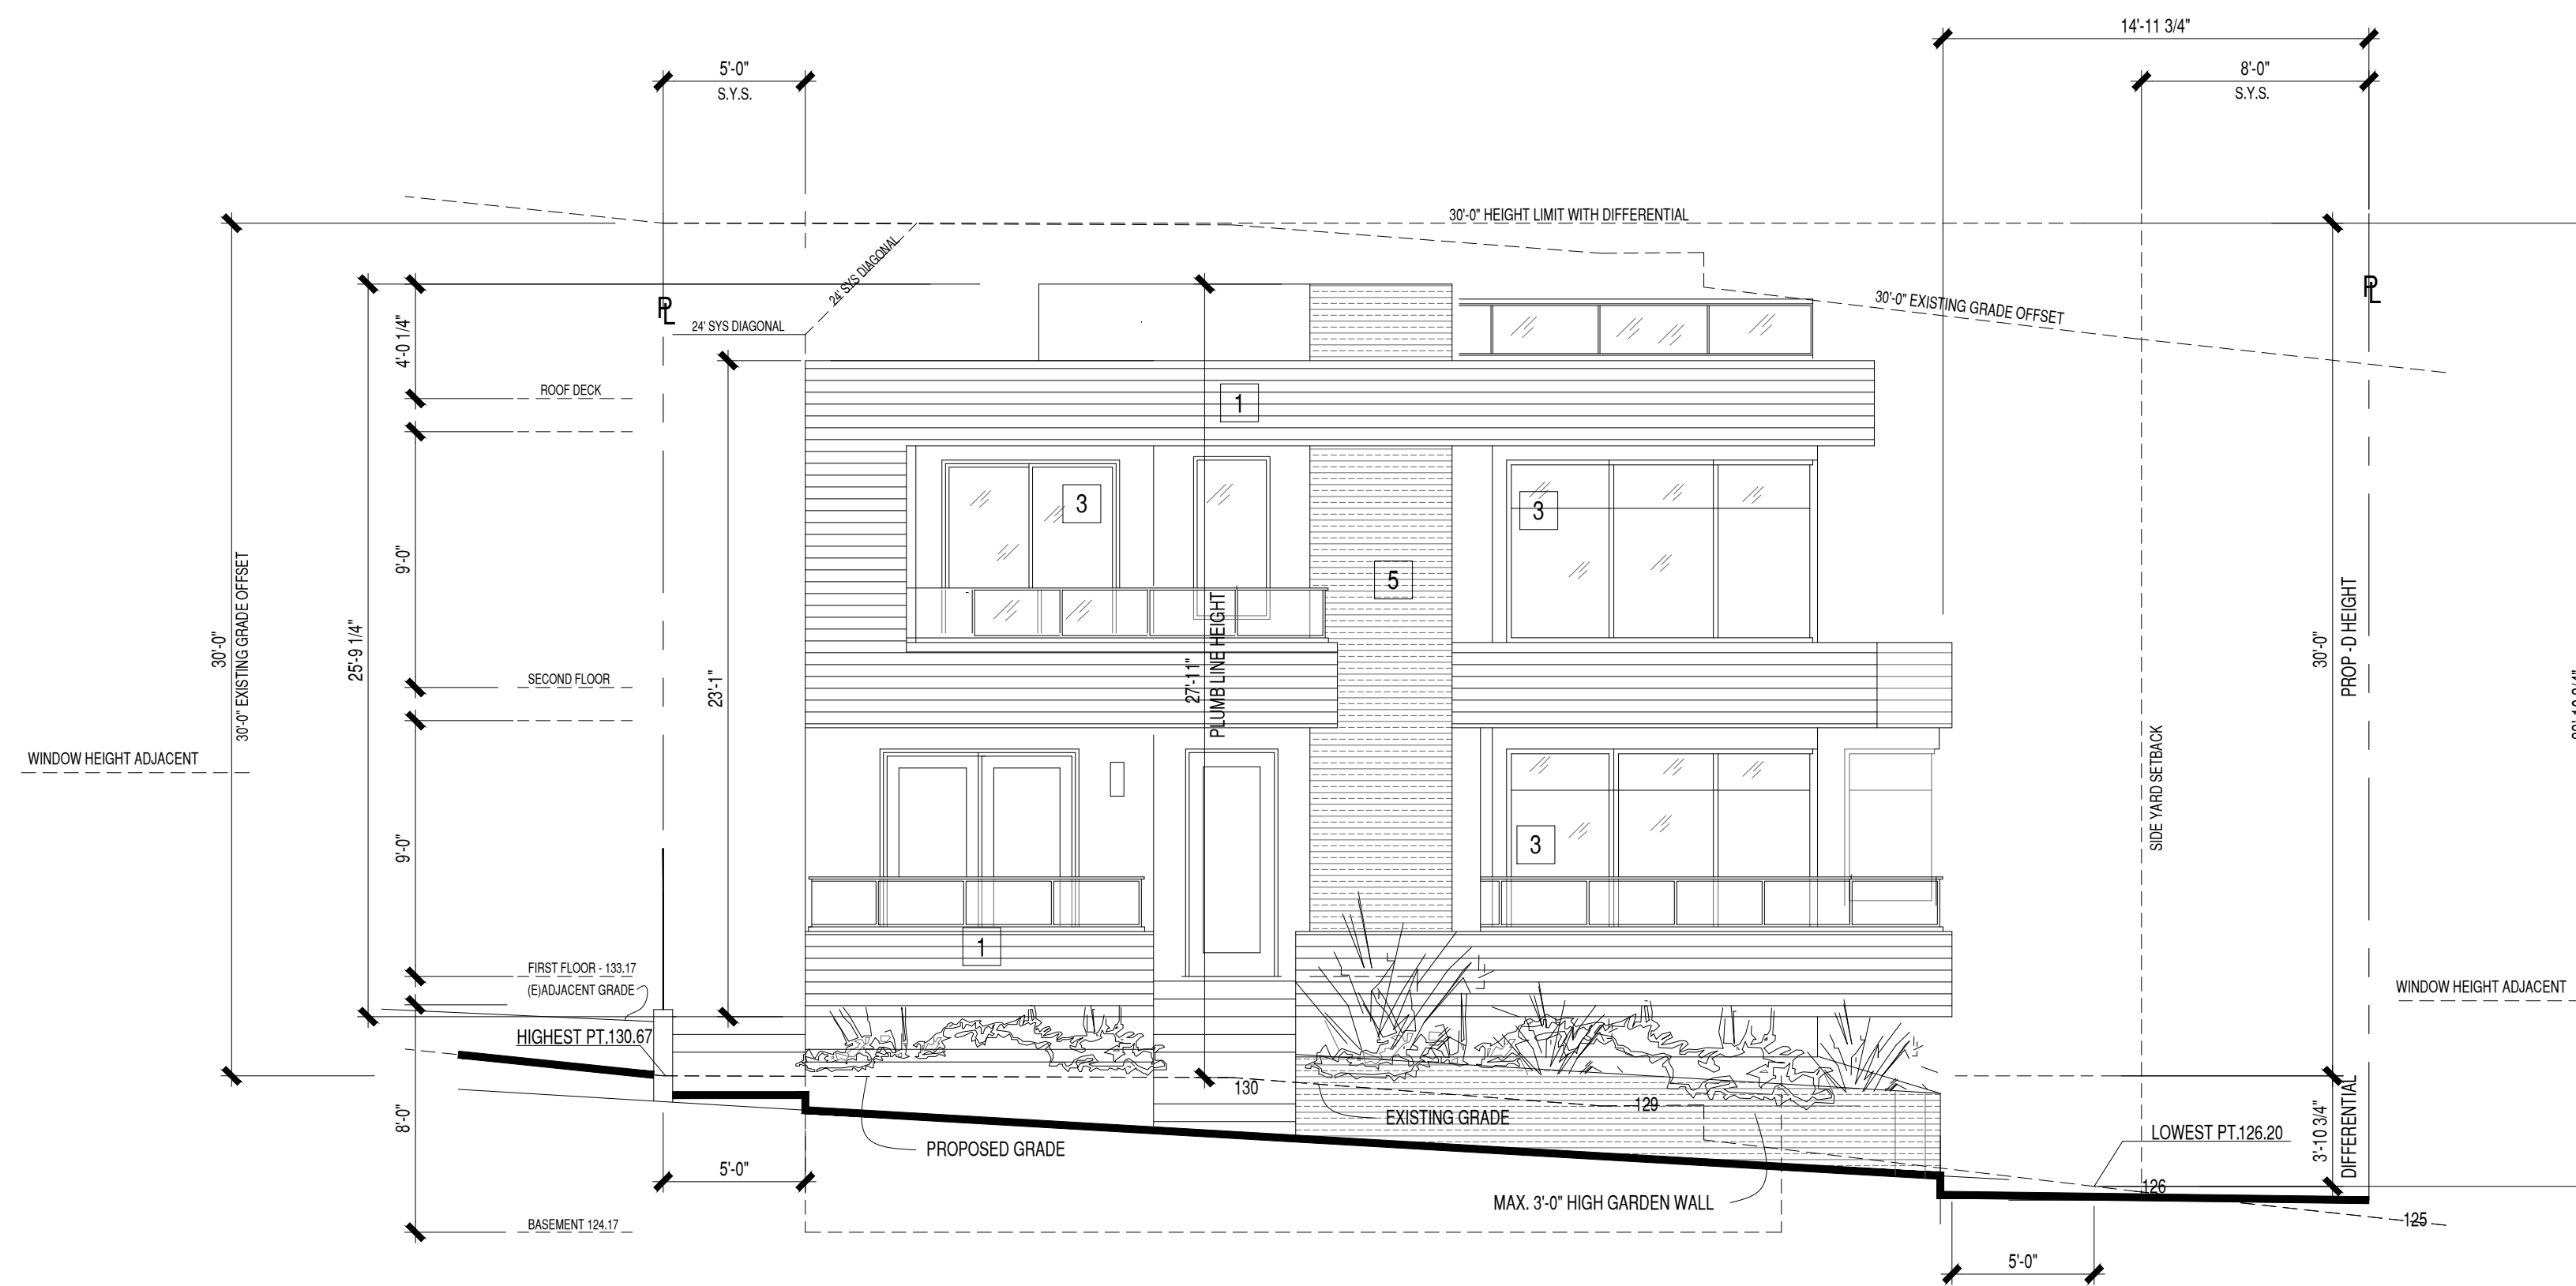 14'-11 3/4"
5'-0"
S.Y.S.
8'-0"
S.Y.S.
30'-0" HEIGHT LIMIT WITH DIFFERENTIAL
24' SYS DIAGONAL
30'-0" EXISTING GRADE OFFSET
PL
PL
24' SYS DIAGONAL
4'-0 1/4"
ROOF DECK
1
3
3
9'-0"
5
30'-0"
30'-0" EXISTING GRADE OFFSET
25'-9 1/4"
SECOND FLOOR
23'-1"
27'-1"
PLUMB LINE HEIGHT
30'-0"
PROP -D HEIGHT
WINDOW HEIGHT ADJACENT
SIDE YARD SETBACK
9'-0"
3
1
FIRST FLOOR - 133.17
(E)ADJACENT GRADE
WINDOW HEIGHT ADJACENT
HIGHEST PT.130.67
130
129
EXISTING GRADE
PROPOSED GRADE
8'-0"
LOWEST PT.126.20
3'-10 3/4"
DIFFERENTIAL
5'-0"
126
MAX. 3'-0" HIGH GARDEN WALL
BASEMENT 124.17
125
5'-0"